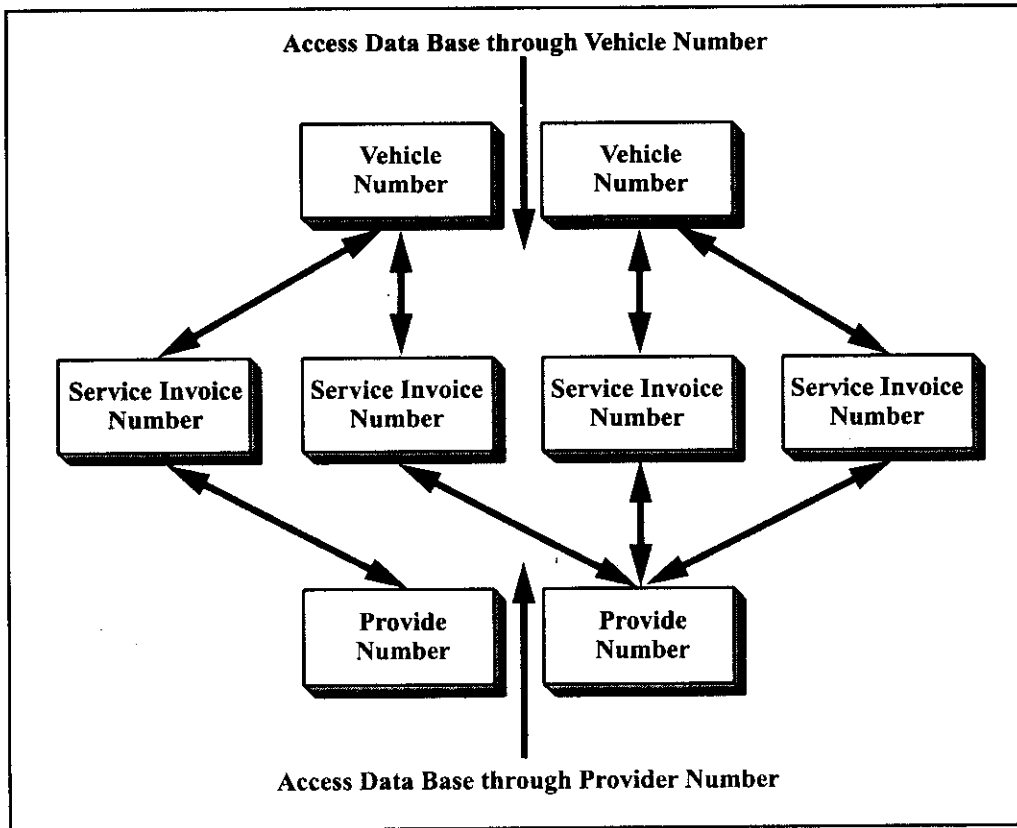 Access Data Base through Vehicle Number
Vehicle
Number
Vehicle
Number
Service Invoice
Number
Service Invoice
Number
Service Invoice
Number
Service Invoice
Number
Provide
Number
Provide
Number
Access Data Base through Provider Number